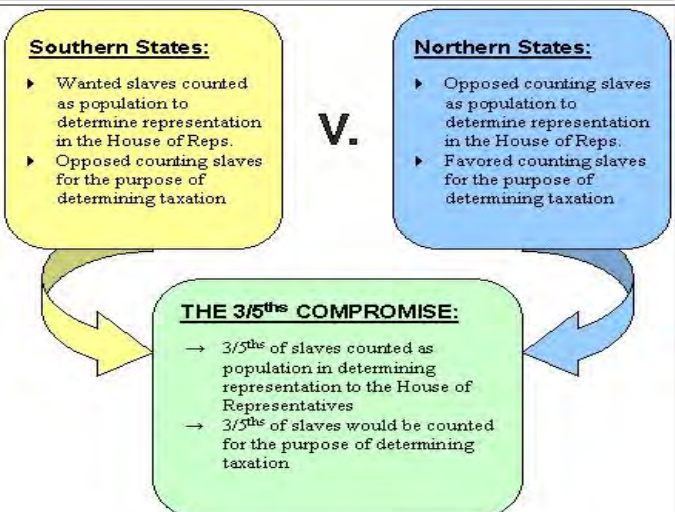 Southern States:
▸ Wanted slaves counted
as population to
determine representation
in the House of Reps.
▸ Opposed counting slaves
for the purpose of
determining taxation
V.
Northern States:
▸ Opposed counting slaves
as population to
determine representation
in the House of Reps.
▸ Favored counting slaves
for the purpose of
determining taxation
THE 3/5ths COMPROMISE:
→ 3/5ths of slaves counted as
population in determining
representation to the House of
Representatives
→ 3/5ths of slaves would be counted
for the purpose of determining
taxation